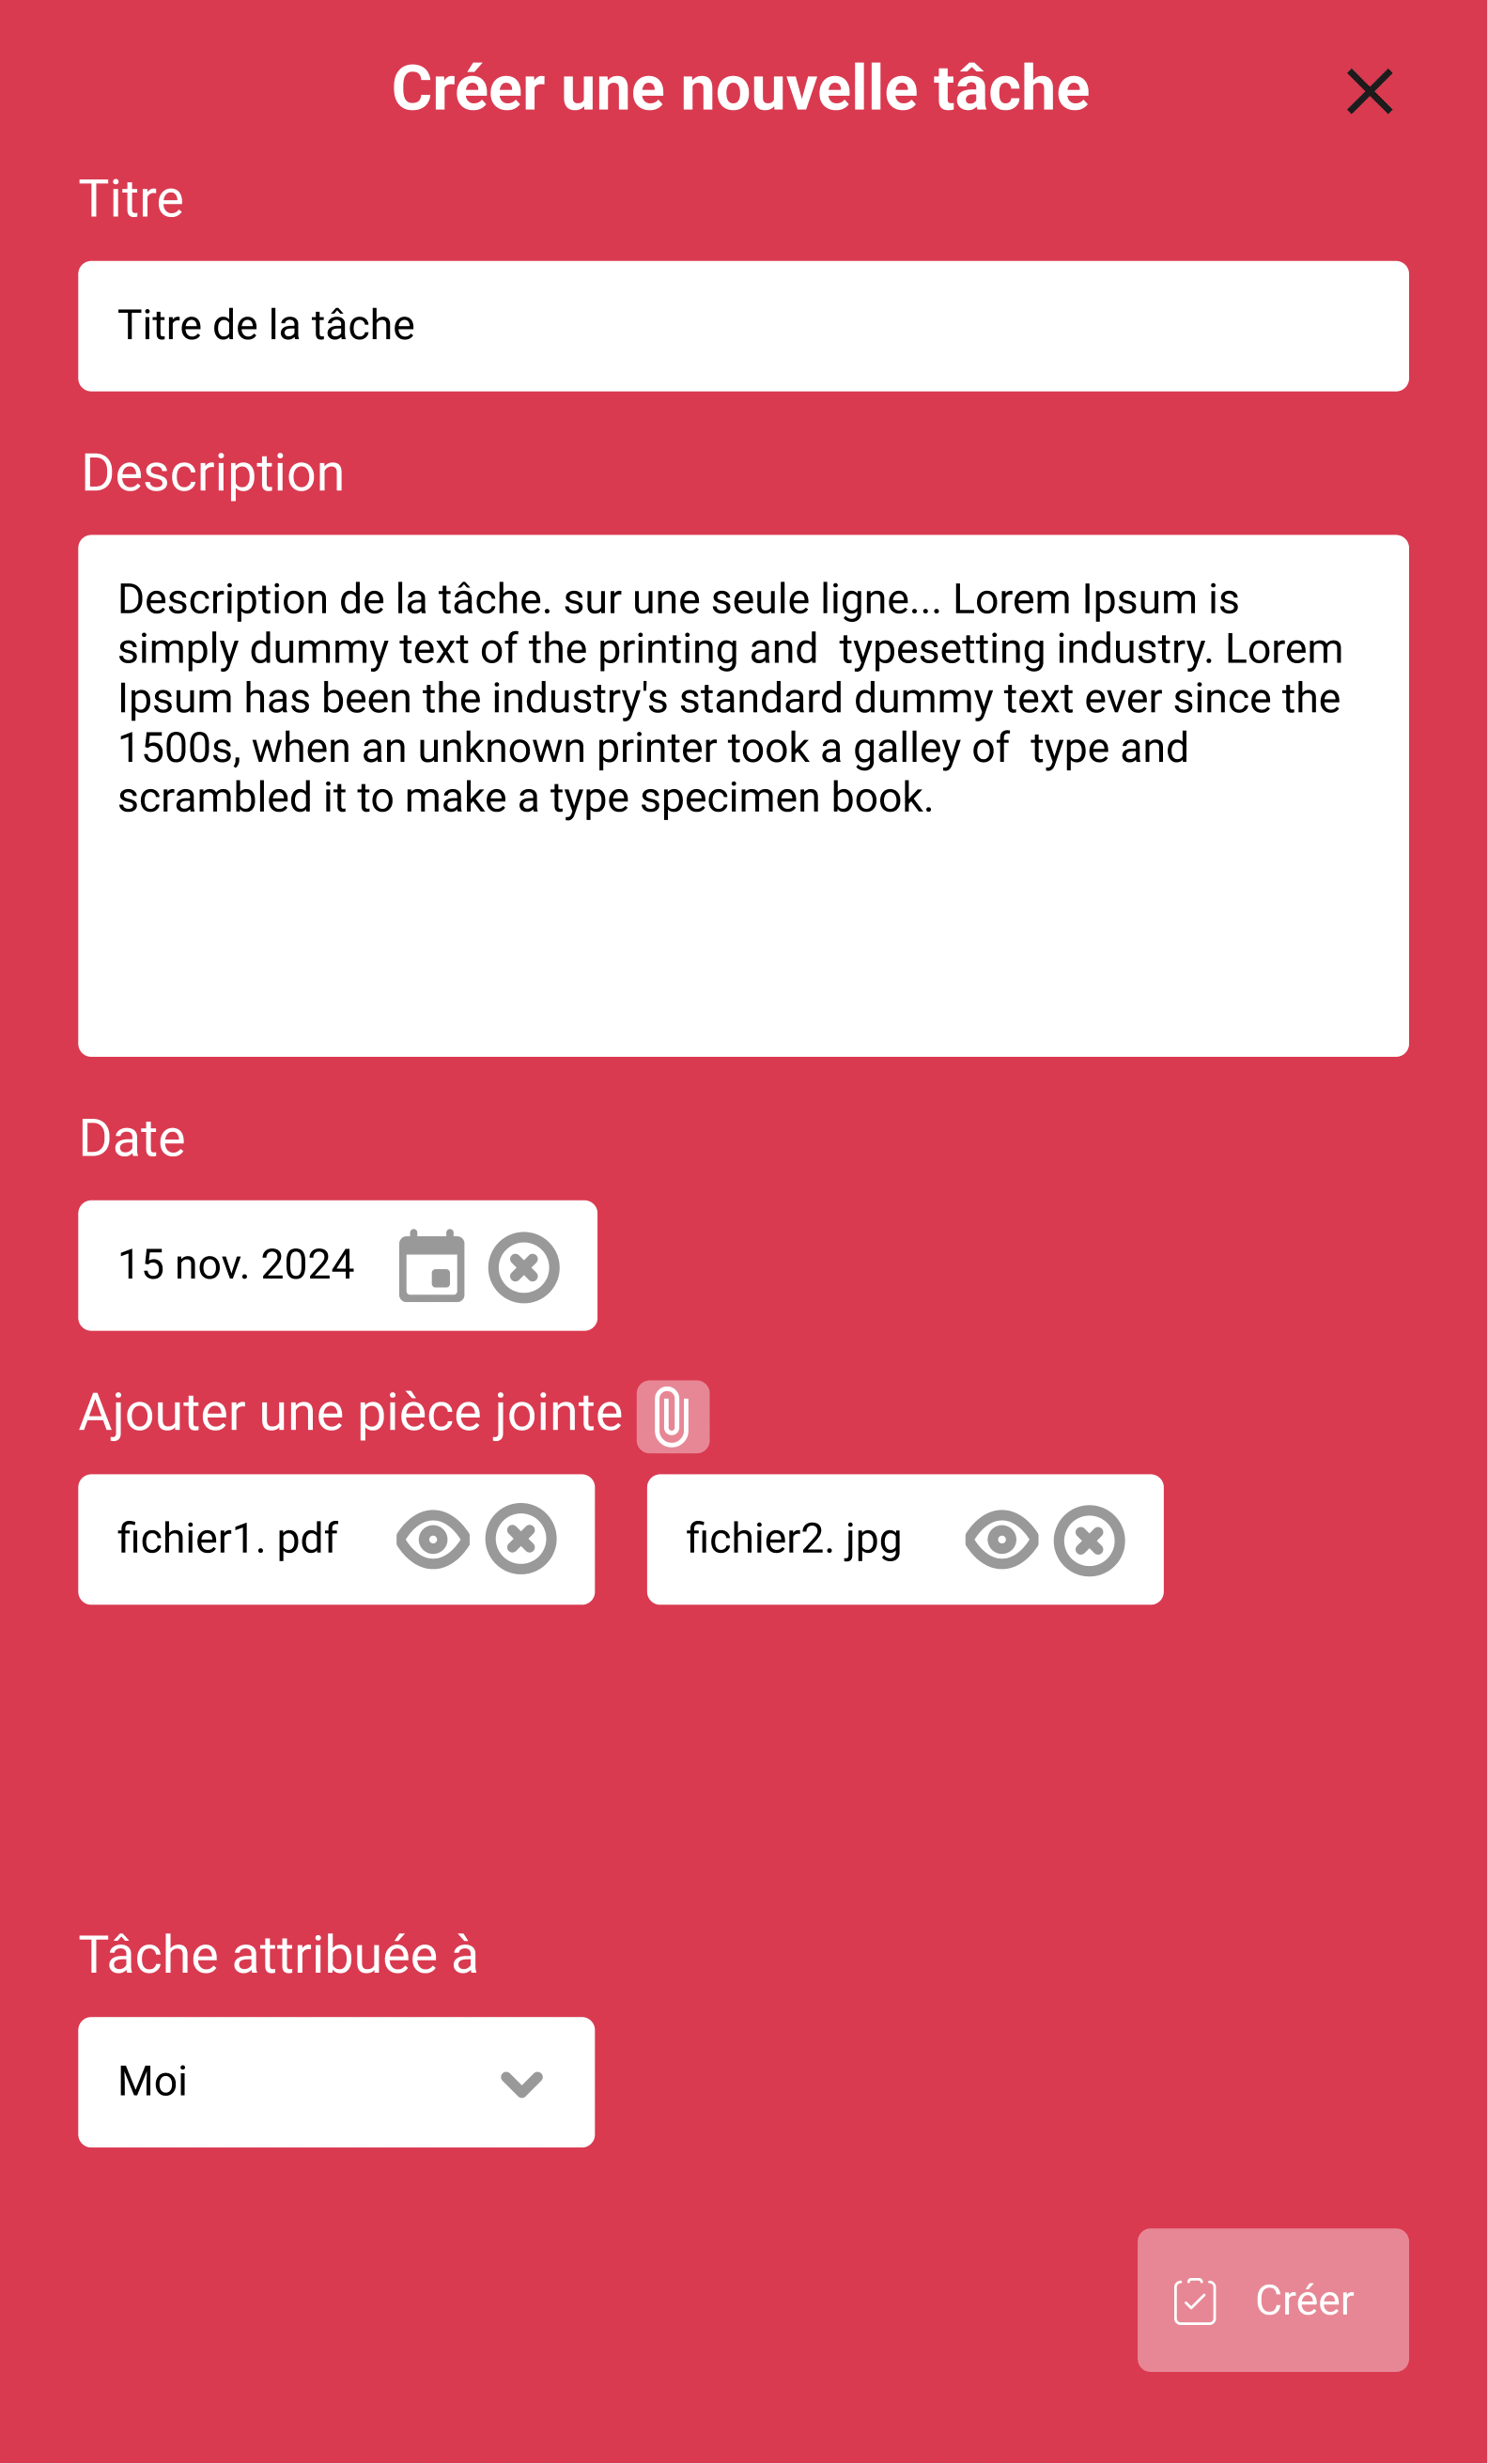 Créer une nouvelle tâche
Titre
Titre de la tâche
Description
Description de la tâche. sur une seule ligne... Lorem Ipsum is
simply dummy text of the printing and  typesetting industry. Lorem
Ipsum has been the industry's standard dummy text ever since the
1500s, when an unknown printer took a galley of  type and
scrambled it to make a type specimen book.
Date
15 nov. 2024
Ajouter une pièce jointe
fichier1. pdf
fichier2. jpg
Tâche attribuée à
Moi
Créer